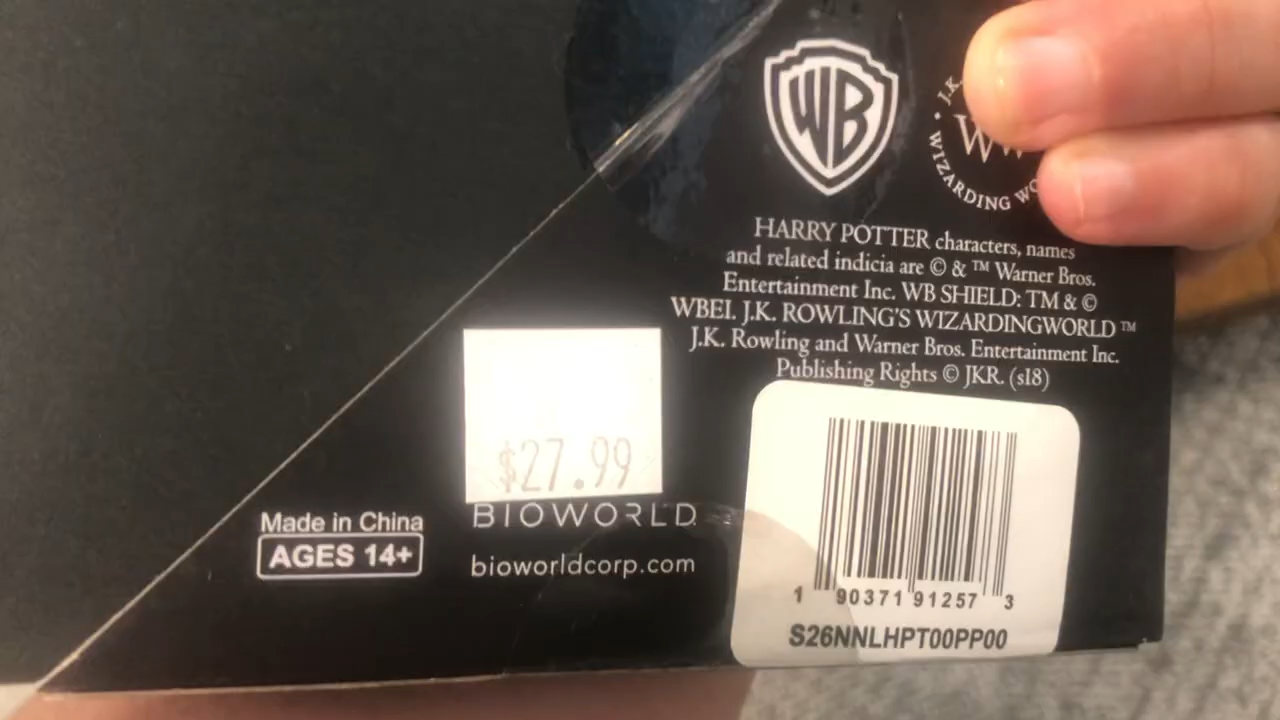 WB
J.K.
WIZARDING
HARRY POTTER characters, names
and related indicia are © & ™ Warner Bros.
Entertainment Inc. WB SHIELD: TM & ©
WBEI. J.K. ROWLING'S WIZARDINGWORLD ™
J.K. Rowling and Warner Bros. Entertainment Inc.
Publishing Rights © JKR. (s18)
$27.99
BIOWORLD
bioworldcorp.com
Made in China
AGES 14+
1 90371 91257 3
S26NNLHPT00PP00